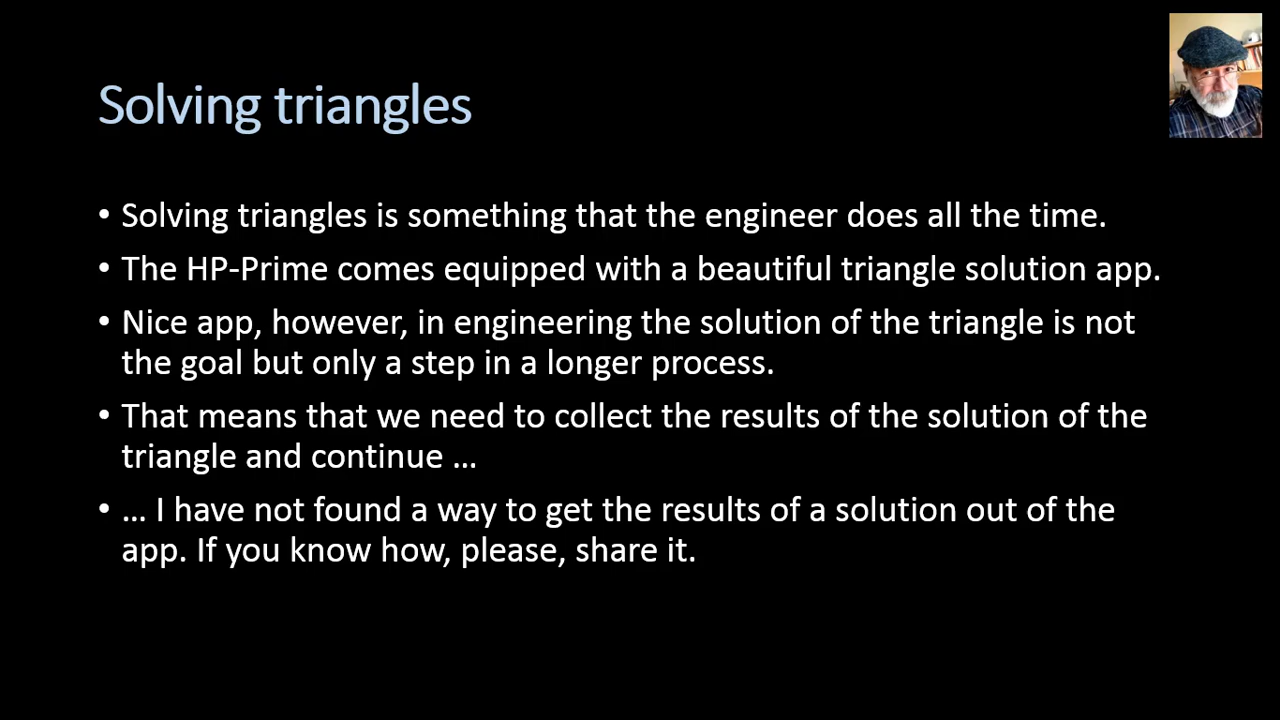 Solving triangles
• Solving triangles is something that the engineer does all the time.
• The HP-Prime comes equipped with a beautiful triangle solution app.
• Nice app, however, in engineering the solution of the triangle is not
the goal but only a step in a longer process.
• That means that we need to collect the results of the solution of the
triangle and continue …
• … I have not found a way to get the results of a solution out of the
app. If you know how, please, share it.